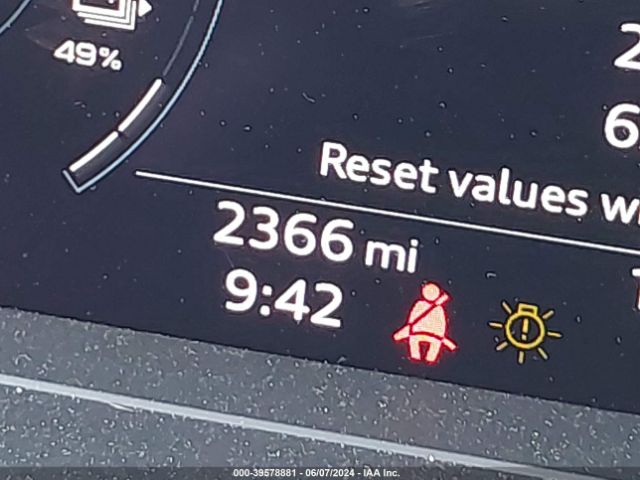 49%
Reset values
2366 mi
9:42
000-39578881 - 06/07/2024 - IAA Inc.